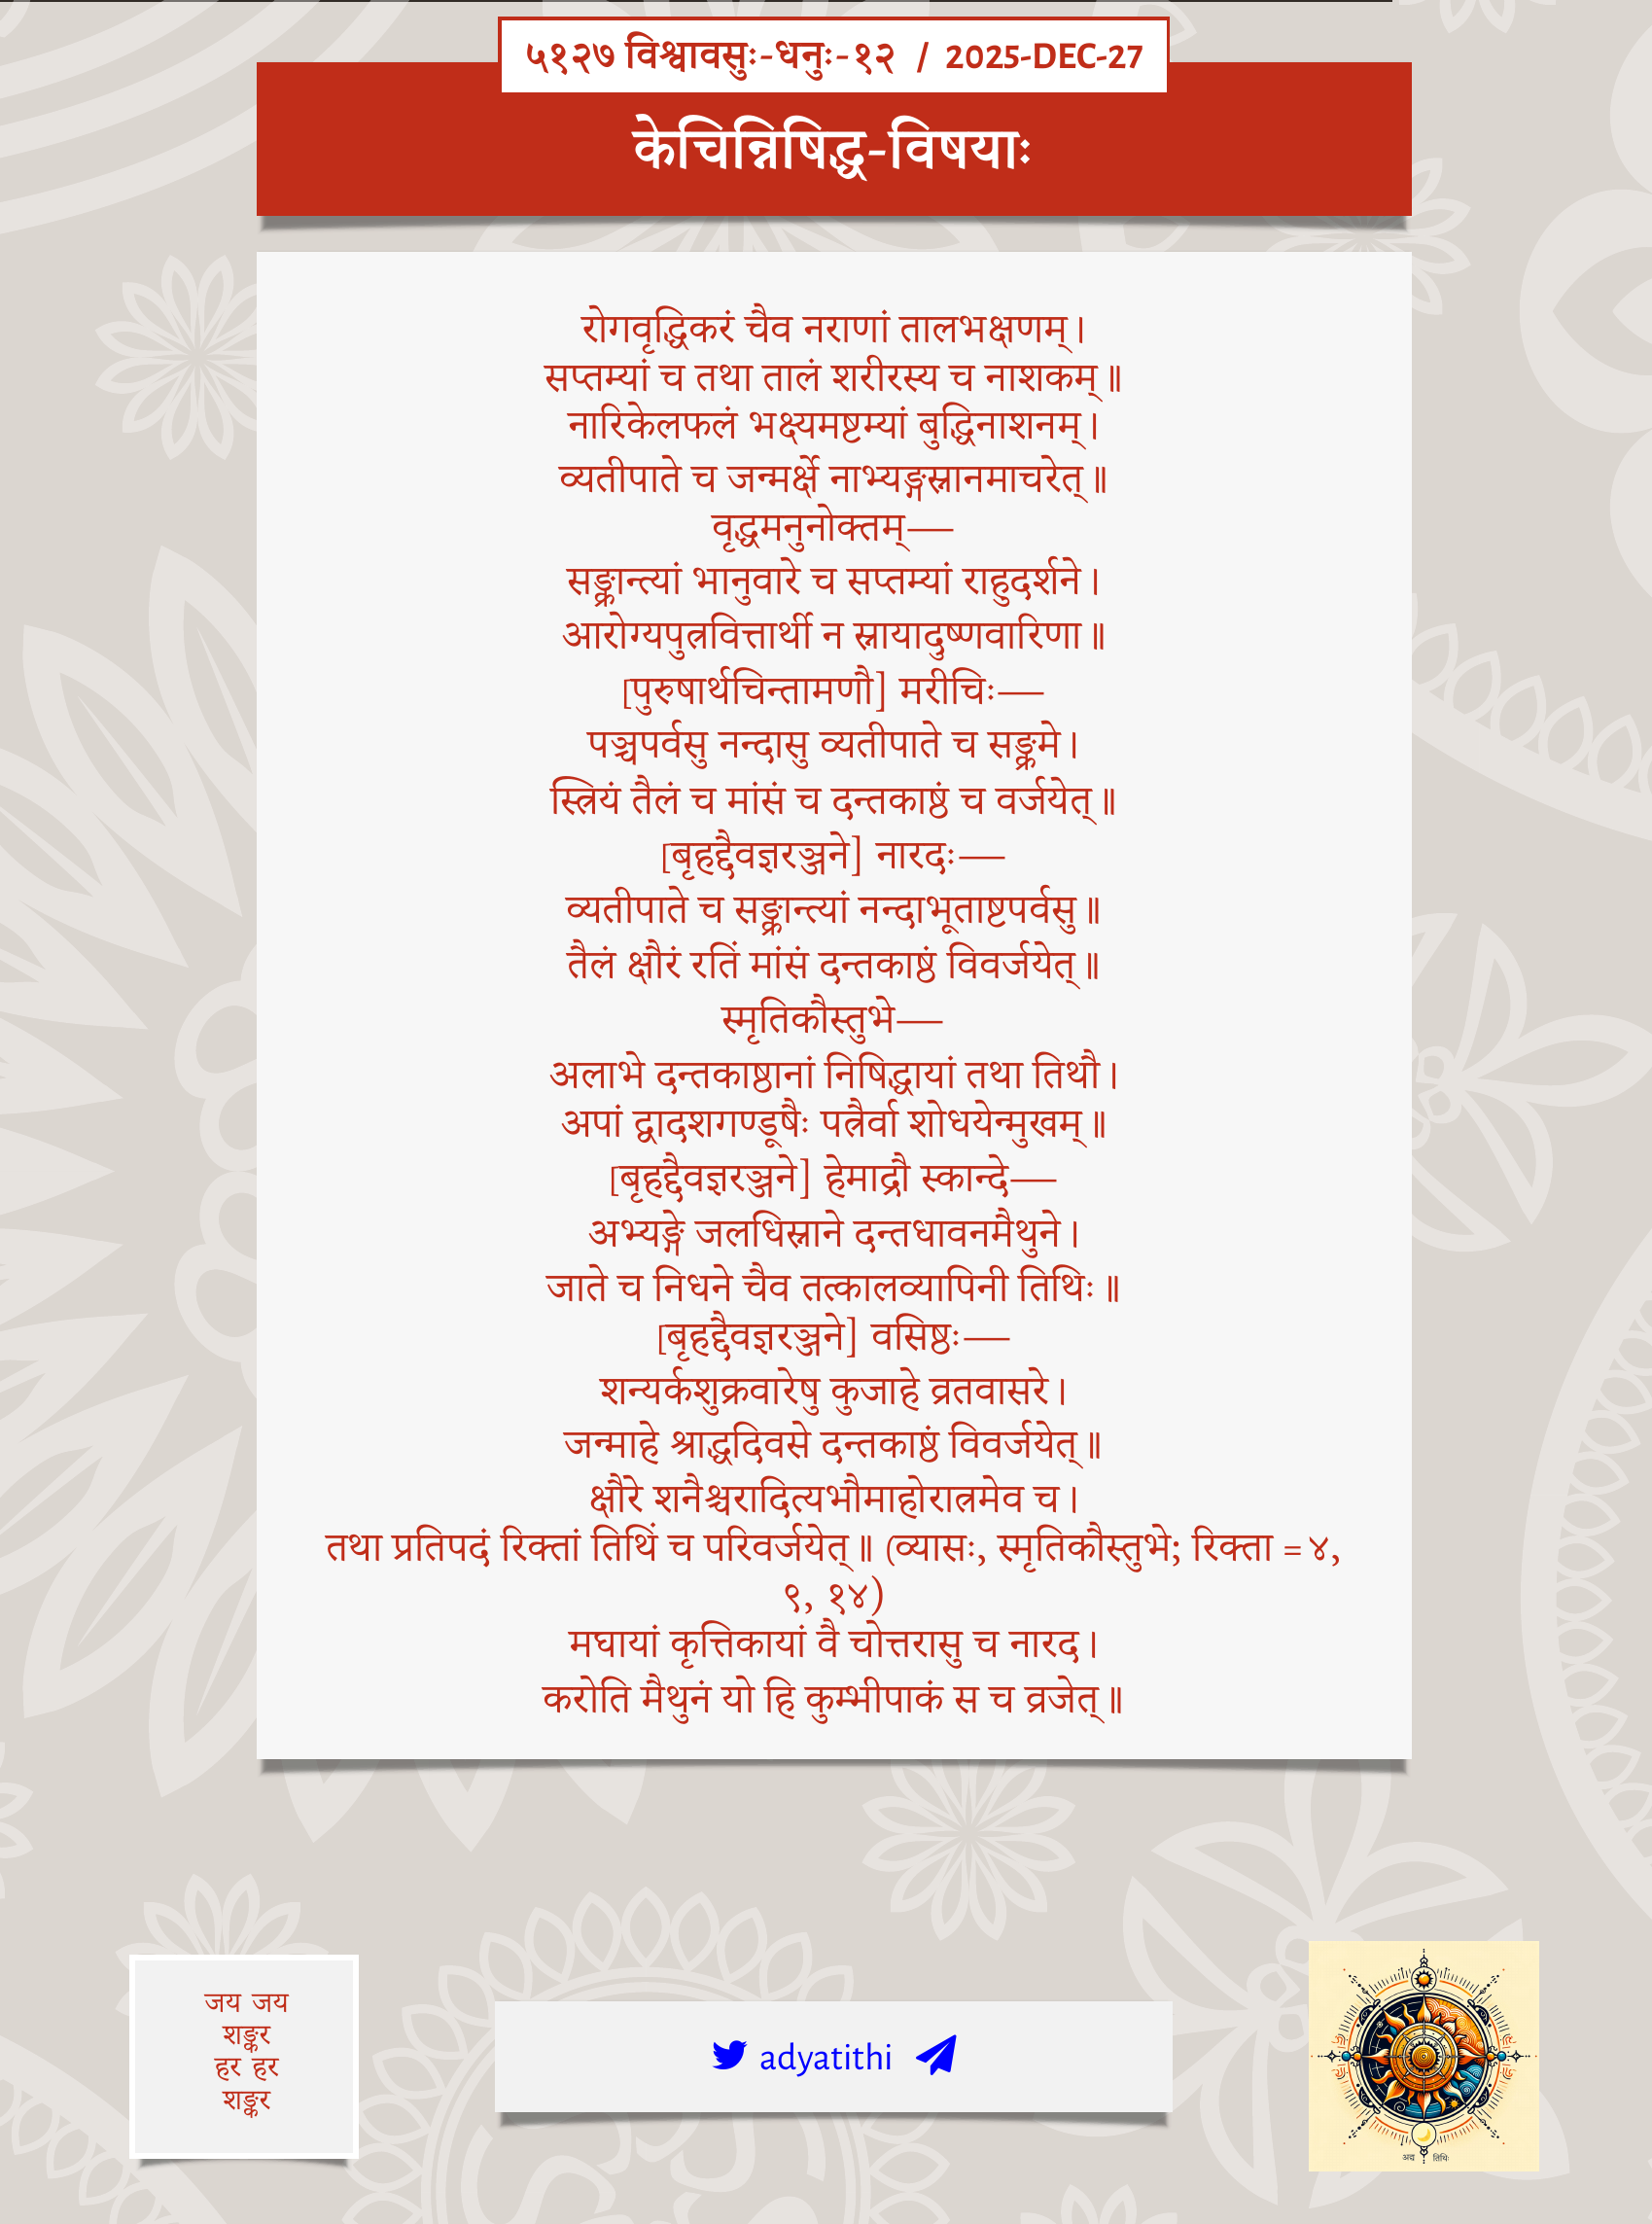 ५१२७ विश्वावसुः-धनुः-१२ / 2025-DEC-27
केचिन्निषिद्ध-विषयाः
रोगवृद्धिकरं चैव नराणां तालभक्षणम्।
सप्तम्यां च तथा तालं शरीरस्य च नाशकम्॥
नारिकेलफलं भक्ष्यमष्टम्यां बुद्धिनाशनम्।
व्यतीपाते च जन्मर्क्षे नाभ्यङ्गस्नानमाचरेत्॥
वृद्धमनुनोक्तम्—
सङ्क्रान्त्यां भानुवारे च सप्तम्यां राहुदर्शने।
आरोग्यपुत्रवित्तार्थी न स्नायादुष्णवारिणा॥
[पुरुषार्थचिन्तामणौ] मरीचिः—
पञ्चपर्वसु नन्दासु व्यतीपाते च सङ्क्रमे।
स्त्रियं तैलं च मांसं च दन्तकाष्ठं च वर्जयेत्॥
[बृहद्दैवज्ञरञ्जने] नारदः—
व्यतीपाते च सङ्क्रान्त्यां नन्दाभूताष्टपर्वसु॥
तैलं क्षौरं रतिं मांसं दन्तकाष्ठं विवर्जयेत्॥
स्मृतिकौस्तुभे—
अलाभे दन्तकाष्ठानां निषिद्धायां तथा तिथौ।
अपां द्वादशगण्डूषैः पत्रैर्वा शोधयेन्मुखम्॥
[बृहद्दैवज्ञरञ्जने] हेमाद्रौ स्कान्दे—
अभ्यङ्गे जलधिस्नाने दन्तधावनमैथुने।
जाते च निधने चैव तत्कालव्यापिनी तिथिः॥
[बृहद्दैवज्ञरञ्जने] वसिष्ठः—
शन्यर्कशुक्रवारेषु कुजाहे व्रतवासरे।
जन्माहे श्राद्धदिवसे दन्तकाष्ठं विवर्जयेत्॥
क्षौरे शनैश्चरादित्यभौमाहोरात्रमेव च।
तथा प्रतिपदं रिक्तां तिथिं च परिवर्जयेत्॥ (व्यासः, स्मृतिकौस्तुभे; रिक्ता =४,
९, १४)
मघायां कृत्तिकायां वै चोत्तरासु च नारद।
करोति मैथुनं यो हि कुम्भीपाकं स च व्रजेत्॥
जय जय
शङ्कर
हर हर
शङ्कर
adyatithi
अद्य तिथिः